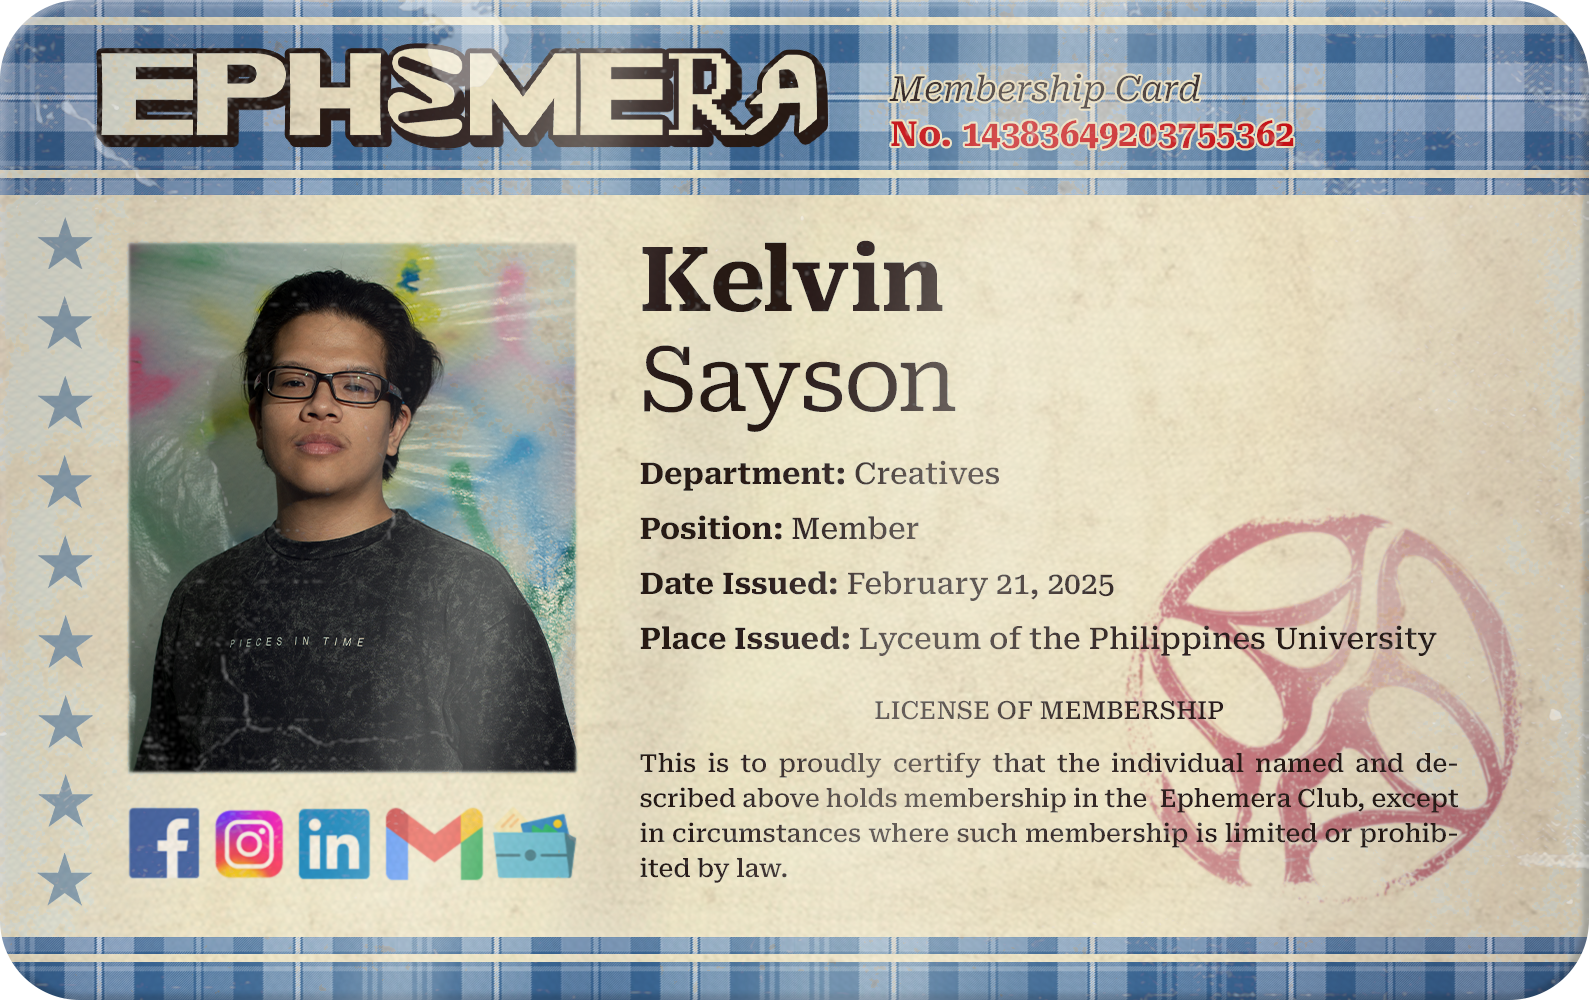 EPHEMERA
Membership Card
No. 14383649203755362
Kelvin
Sayson
Department: Creatives
Position: Member
Date Issued: February 21, 2025
Place Issued: Lyceum of the Philippines University
PIECES IN TIME
LICENSE OF MEMBERSHIP
This is to proudly certify that the individual named and de-
scribed above holds membership in the Ephemera Club, except
in circumstances where such membership is limited or prohib-
ited by law.
f
in